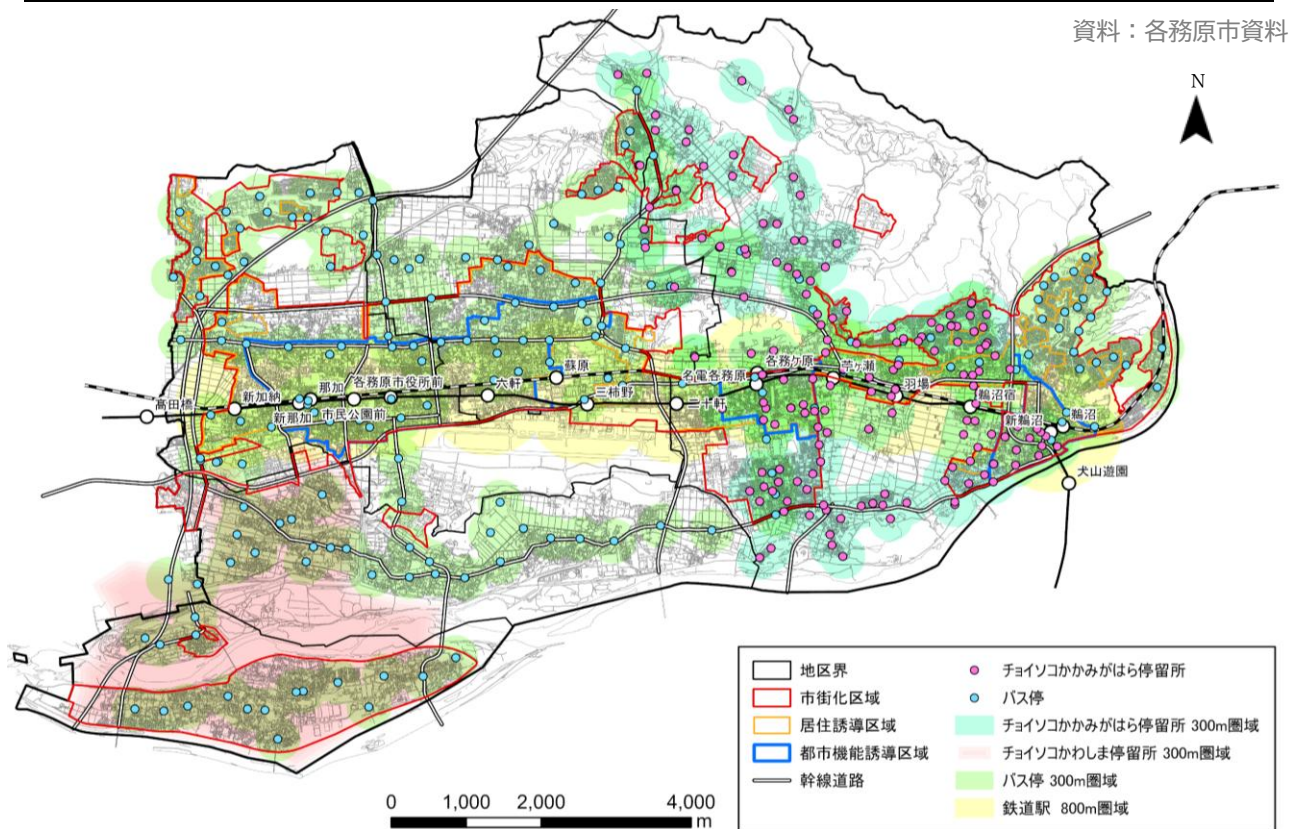 資料：各務原市資料
N
蘇原
各務ケ原
苧ケ瀬
名電各務原
各務原市役所前
那加
六軒
羽場
新加納
三柿野
鵜沼宿
高田橋
二十軒
新那加
市民公園前
鵜沼
新鵜沼
犬山遊園
地区界
市街化区域
居住誘導区域
都市機能誘導区域
幹線道路
チョイソコかかみがはら停留所
バス停
チョイソコかかみがはら停留所 300m圏域
チョイソコかわしま停留所 300m圏域
バス停 300m圏域
鉄道駅 800m圏域
0 1,000 2,000 4,000
m